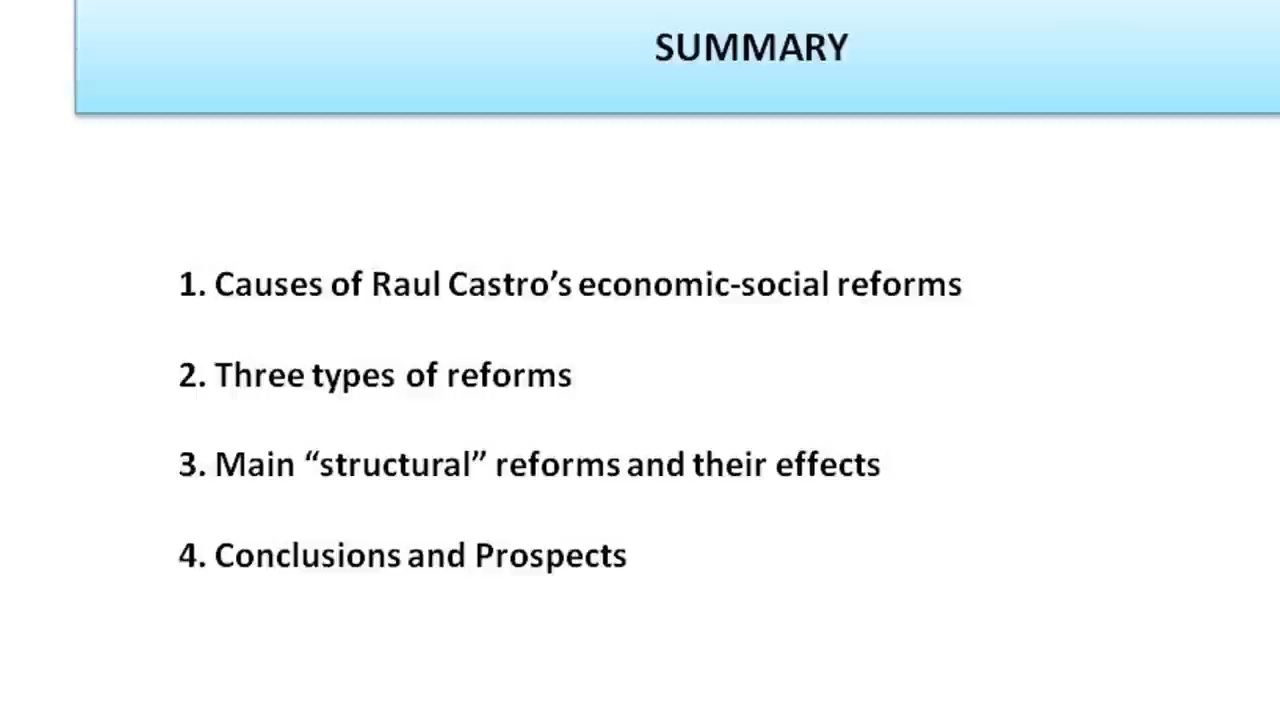 SUMMARY
1. Causes of Raul Castro’s economic-social reforms
2. Three types of reforms
3. Main “structural” reforms and their effects
4. Conclusions and Prospects